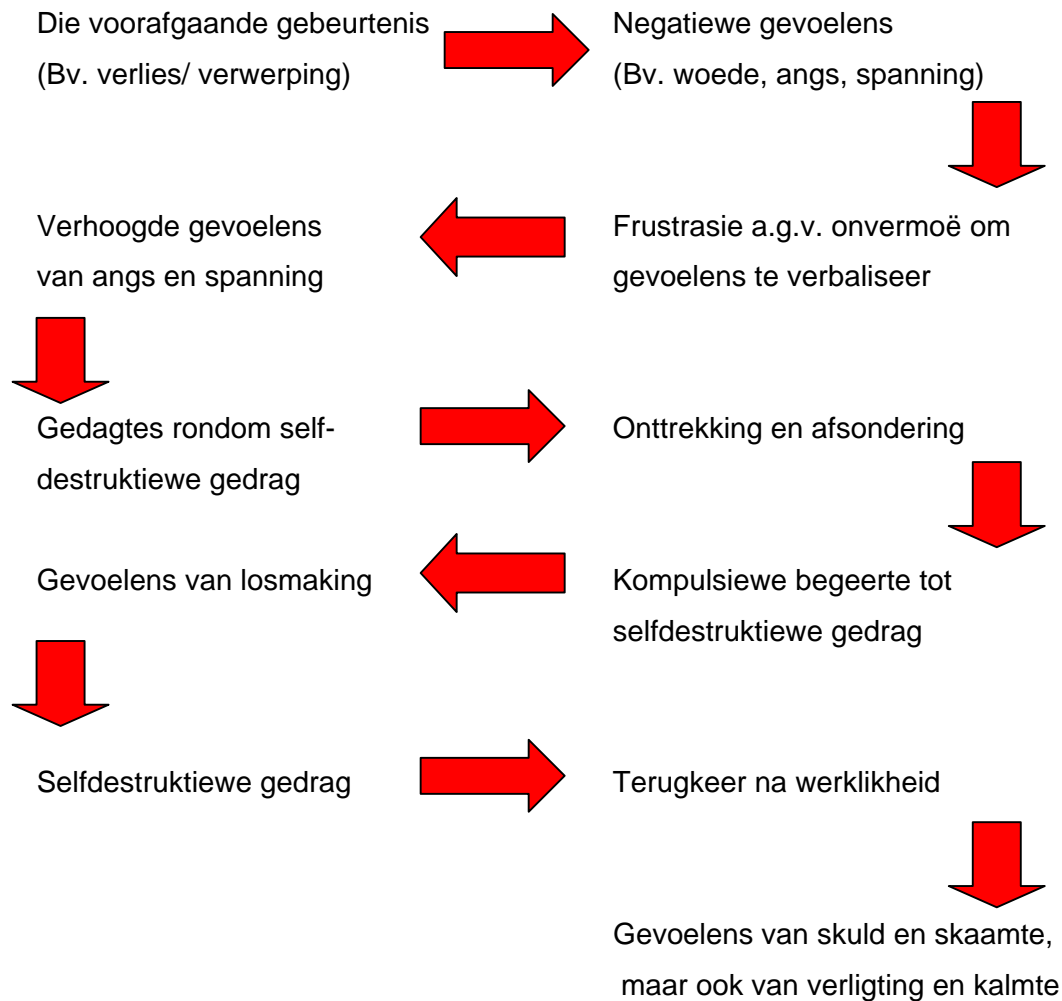 Die voorafgaande gebeurtenis
(Bv. verlies/ verwerping)
Negatiewe gevoelens
(Bv. woede, angs, spanning)
Frustrasie a.g.v. onvermoë om
gevoelens te verbaliseer
Verhoogde gevoelens
van angs en spanning
Gedagtes rondom self-
destruktiewe gedrag
Onttrekking en afsondering
Kompulsiewe begeerte tot
selfdestruktiewe gedrag
Gevoelens van losmaking
Selfdestruktiewe gedrag
Terugkeer na werklikheid
Gevoelens van skuld en skaamte,
maar ook van verligting en kalmte